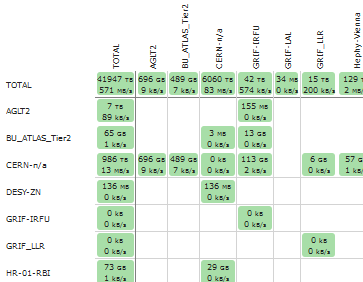 TOTAL AGLT2 BU_ATLAS_Tier2 CERN-n/a GRIF-IRFU GRIF-LAL GRIF_LLR Hephy-Vienna
TOTAL
41947 TB 696 GB 489 GB 6060 TB 42 TB 34 MB 15 TB 129 T
571 MB/s 9 kB/s 7 kB/s 83 MB/s 574 kB/s 0 kB/s 200 kB/s 2 MB/
AGLT2
7 TB 155 MB
89 kB/s 0 kB/s
BU_ATLAS_Tier2
65 GB 3 MB 13 GB
1 kB/s 0 kB/s 0 kB/s
CERN-n/a
986 TB 696 GB 489 GB 0 kB 113 GB 6 GB 57 G
13 MB/s 9 kB/s 7 kB/s 0 kB/s 2 kB/s 0 kB/s 1 kB/
DESY-ZN
136 MB 136 MB
0 kB/s 0 kB/s
GRIF-IRFU
0 kB 0 kB
0 kB/s 0 kB/s
GRIF_LLR
0 kB 0 kB
0 kB/s 0 kB/s
HR-01-RBI
73 GB 29 GB
1 kB/s 0 kB/s